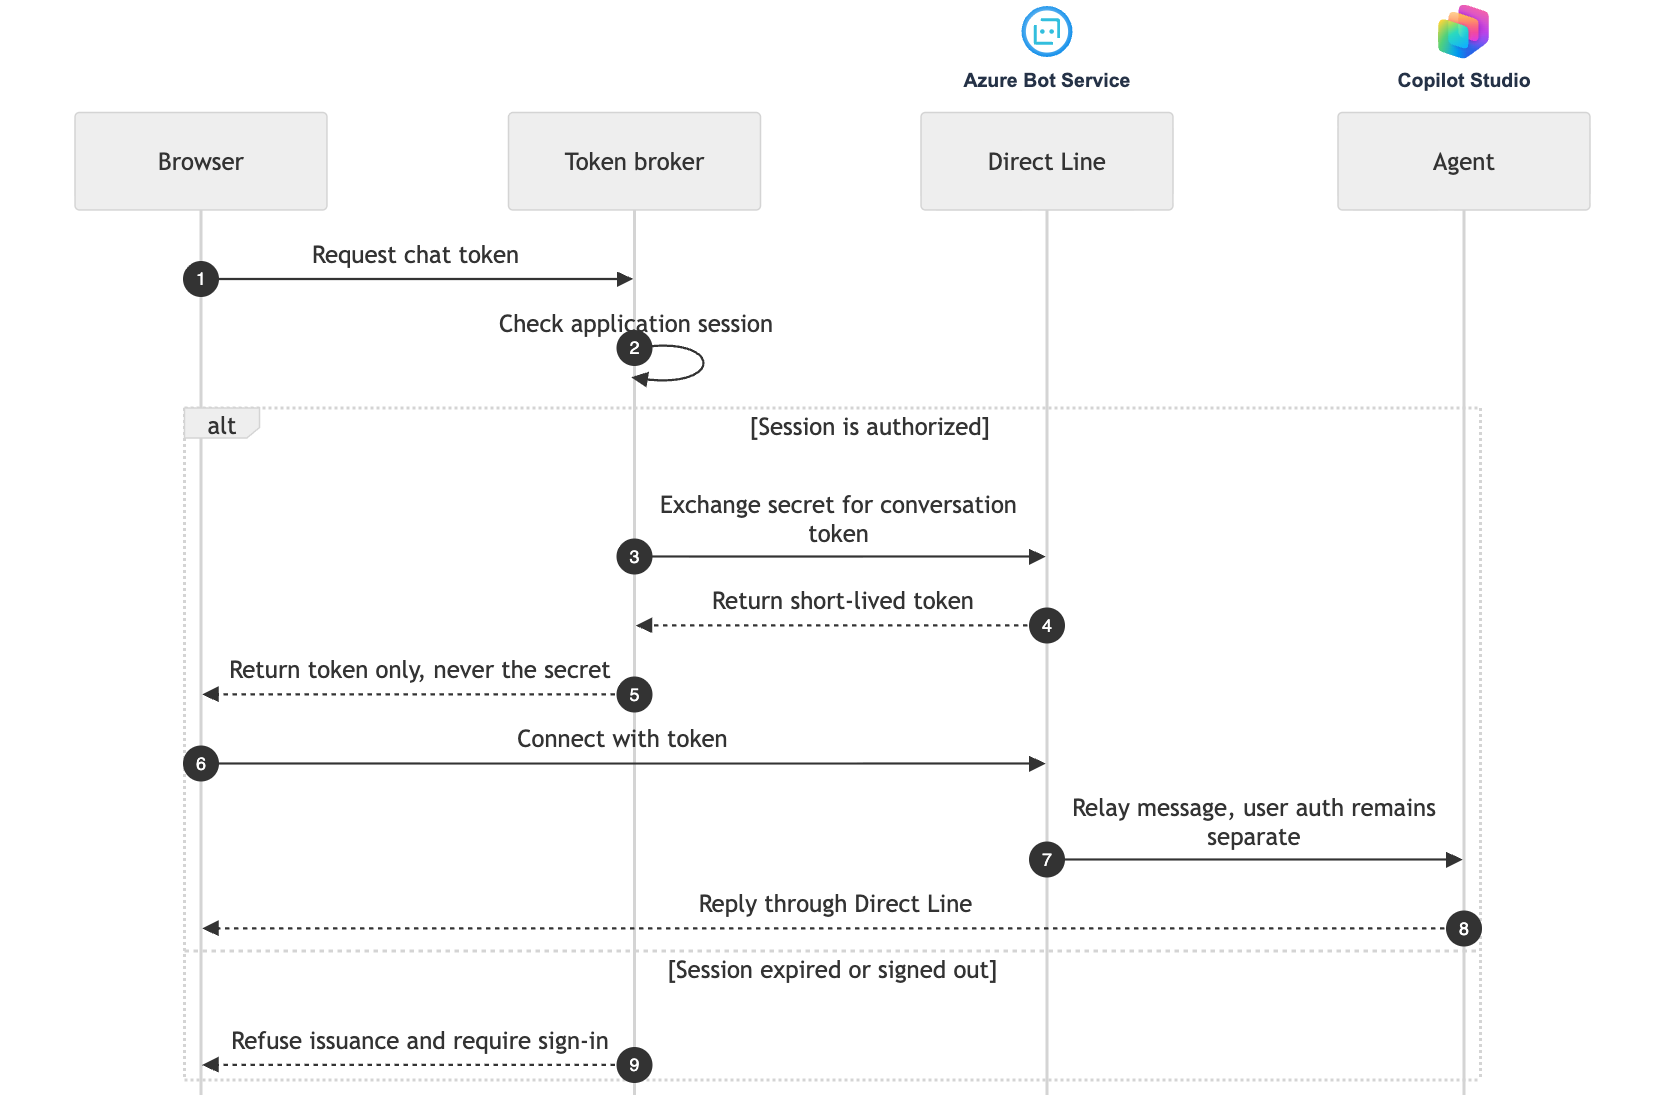 Azure Bot Service
Copilot Studio
Browser
Token broker
Direct Line
Agent
Request chat token
1
Check application session
2
alt
[Session is authorized]
Exchange secret for conversation
token
3
Return short-lived token
4
Return token only, never the secret
5
Connect with token
6
Relay message, user auth remains
separate
7
Reply through Direct Line
8
[Session expired or signed out]
Refuse issuance and require sign-in
9